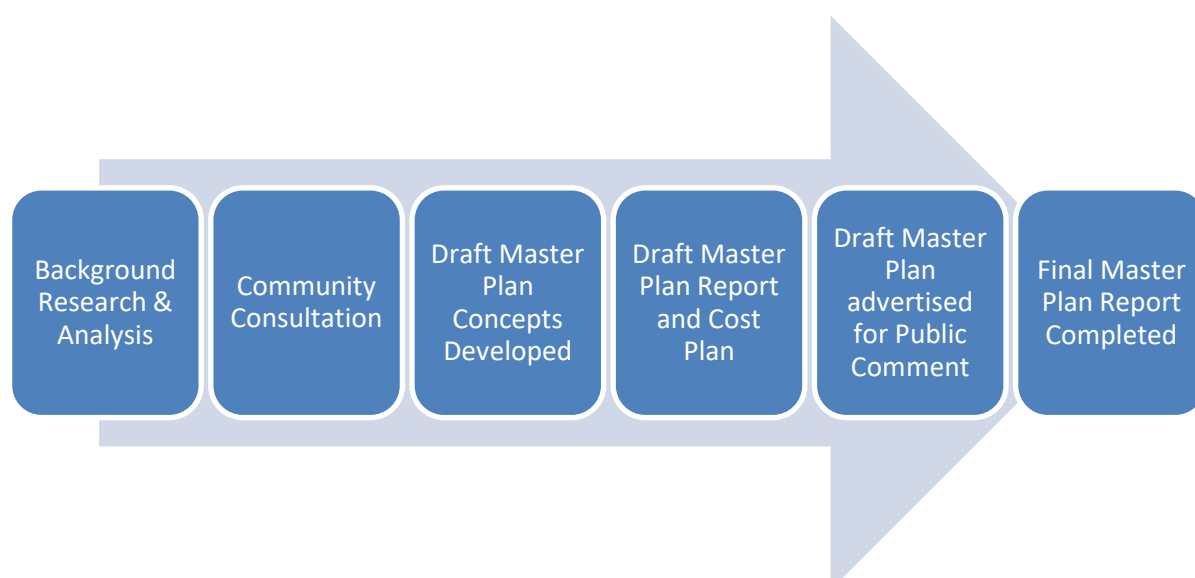 Background
Research &
Analysis
Community
Consultation
Draft Master
Plan
Concepts
Developed
Draft Master
Plan Report
and Cost
Plan
Draft Master
Plan
advertised
for Public
Comment
Final Master
Plan Report
Completed